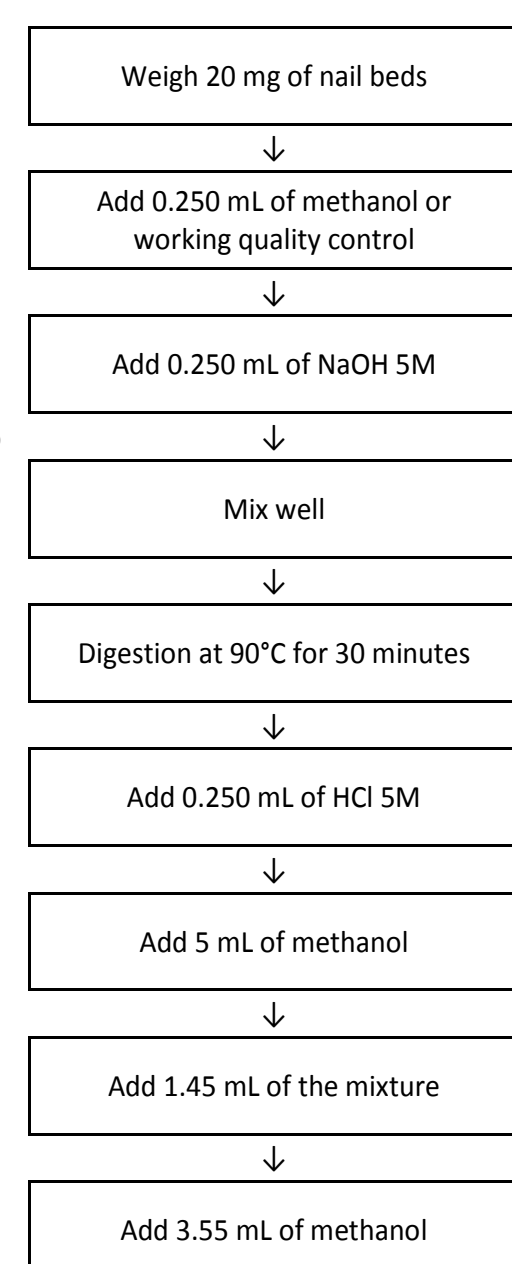 Weigh 20 mg of nail beds
↓
Add 0.250 mL of methanol or
working quality control
↓
Add 0.250 mL of NaOH 5M
↓
Mix well
↓
Digestion at 90°C for 30 minutes
↓
Add 0.250 mL of HCl 5M
↓
Add 5 mL of methanol
↓
Add 1.45 mL of the mixture
↓
Add 3.55 mL of methanol